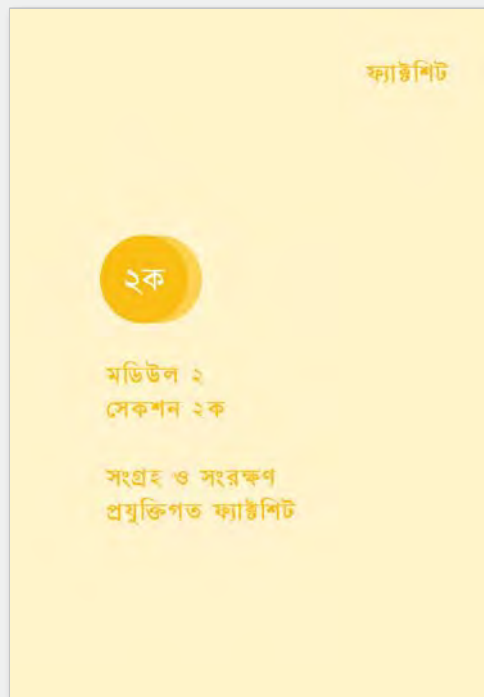 ফ্যাক্টশিট
২ক
মডিউল ২
সেকশন ২ক
সংগ্রহ ও সংরক্ষণ
প্রযুক্তিগত ফ্যাক্টশিট